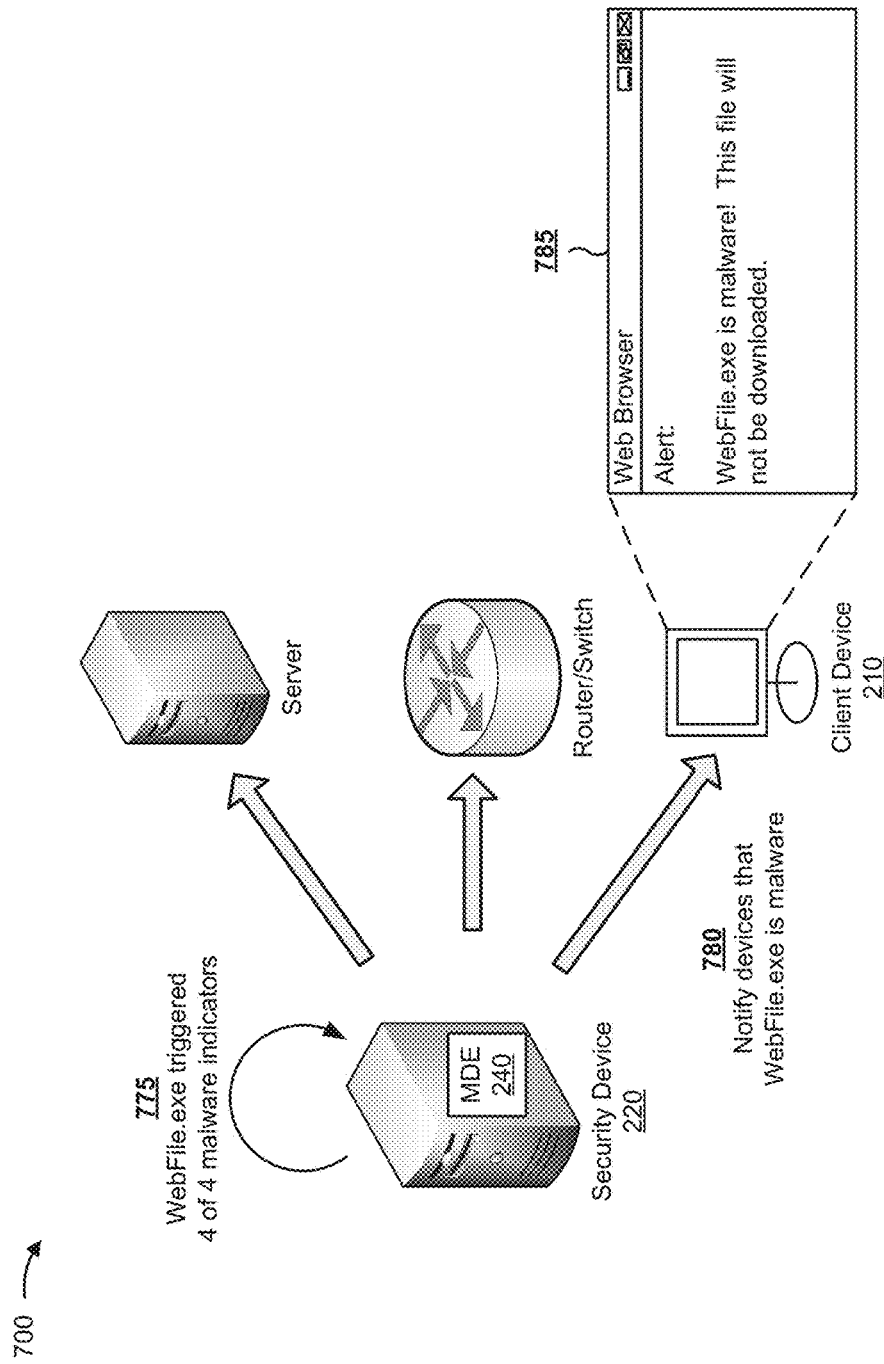 700
775
WebFile.exe triggered
4 of 4 malware indicators
MDE
240
Security Device
220
Server
Router/Switch
780
Notify devices that
WebFile.exe is malware
Client Device
210
785
Web Browser
Alert:
WebFile.exe is malware!  This file will
not be downloaded.